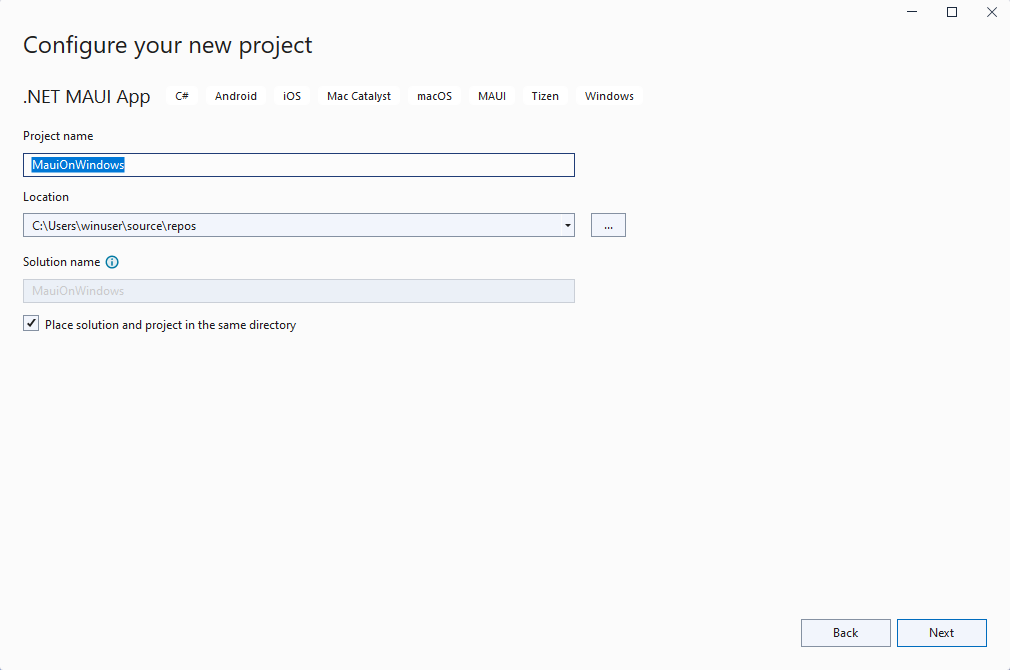 Configure your new project
.NET MAUI App C# Android iOS Mac Catalyst macOS MAUI Tizen Windows
Project name
MauiOnWindows
Location
C:\Users\winuser\source\repos ...
Solution name
MauiOnWindows
Place solution and project in the same directory
Back Next